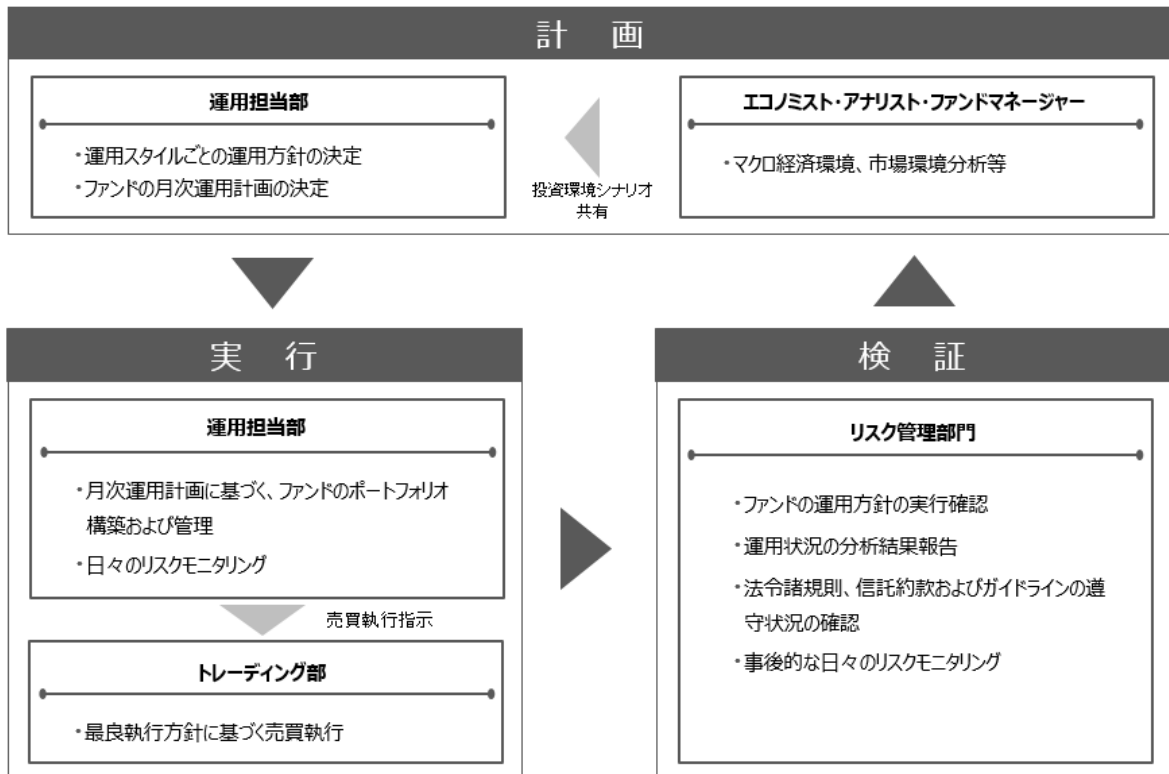 計 画
運用担当部
・運用スタイルごとの運用方針の決定
・ファンドの月次運用計画の決定
投資環境シナリオ
共有
エコノミスト・アナリスト・ファンドマネージャー
・マクロ経済環境、市場環境分析等
実 行
運用担当部
・月次運用計画に基づく、ファンドのポートフォリオ
構築および管理
・日々のリスクモニタリング
売買執行指示
トレーディング部
・最良執行方針に基づく売買執行
検 証
リスク管理部門
・ファンドの運用方針の実行確認
・運用状況の分析結果報告
・法令諸規則、信託約款およびガイドラインの遵
守状況の確認
・事後的な日々のリスクモニタリング